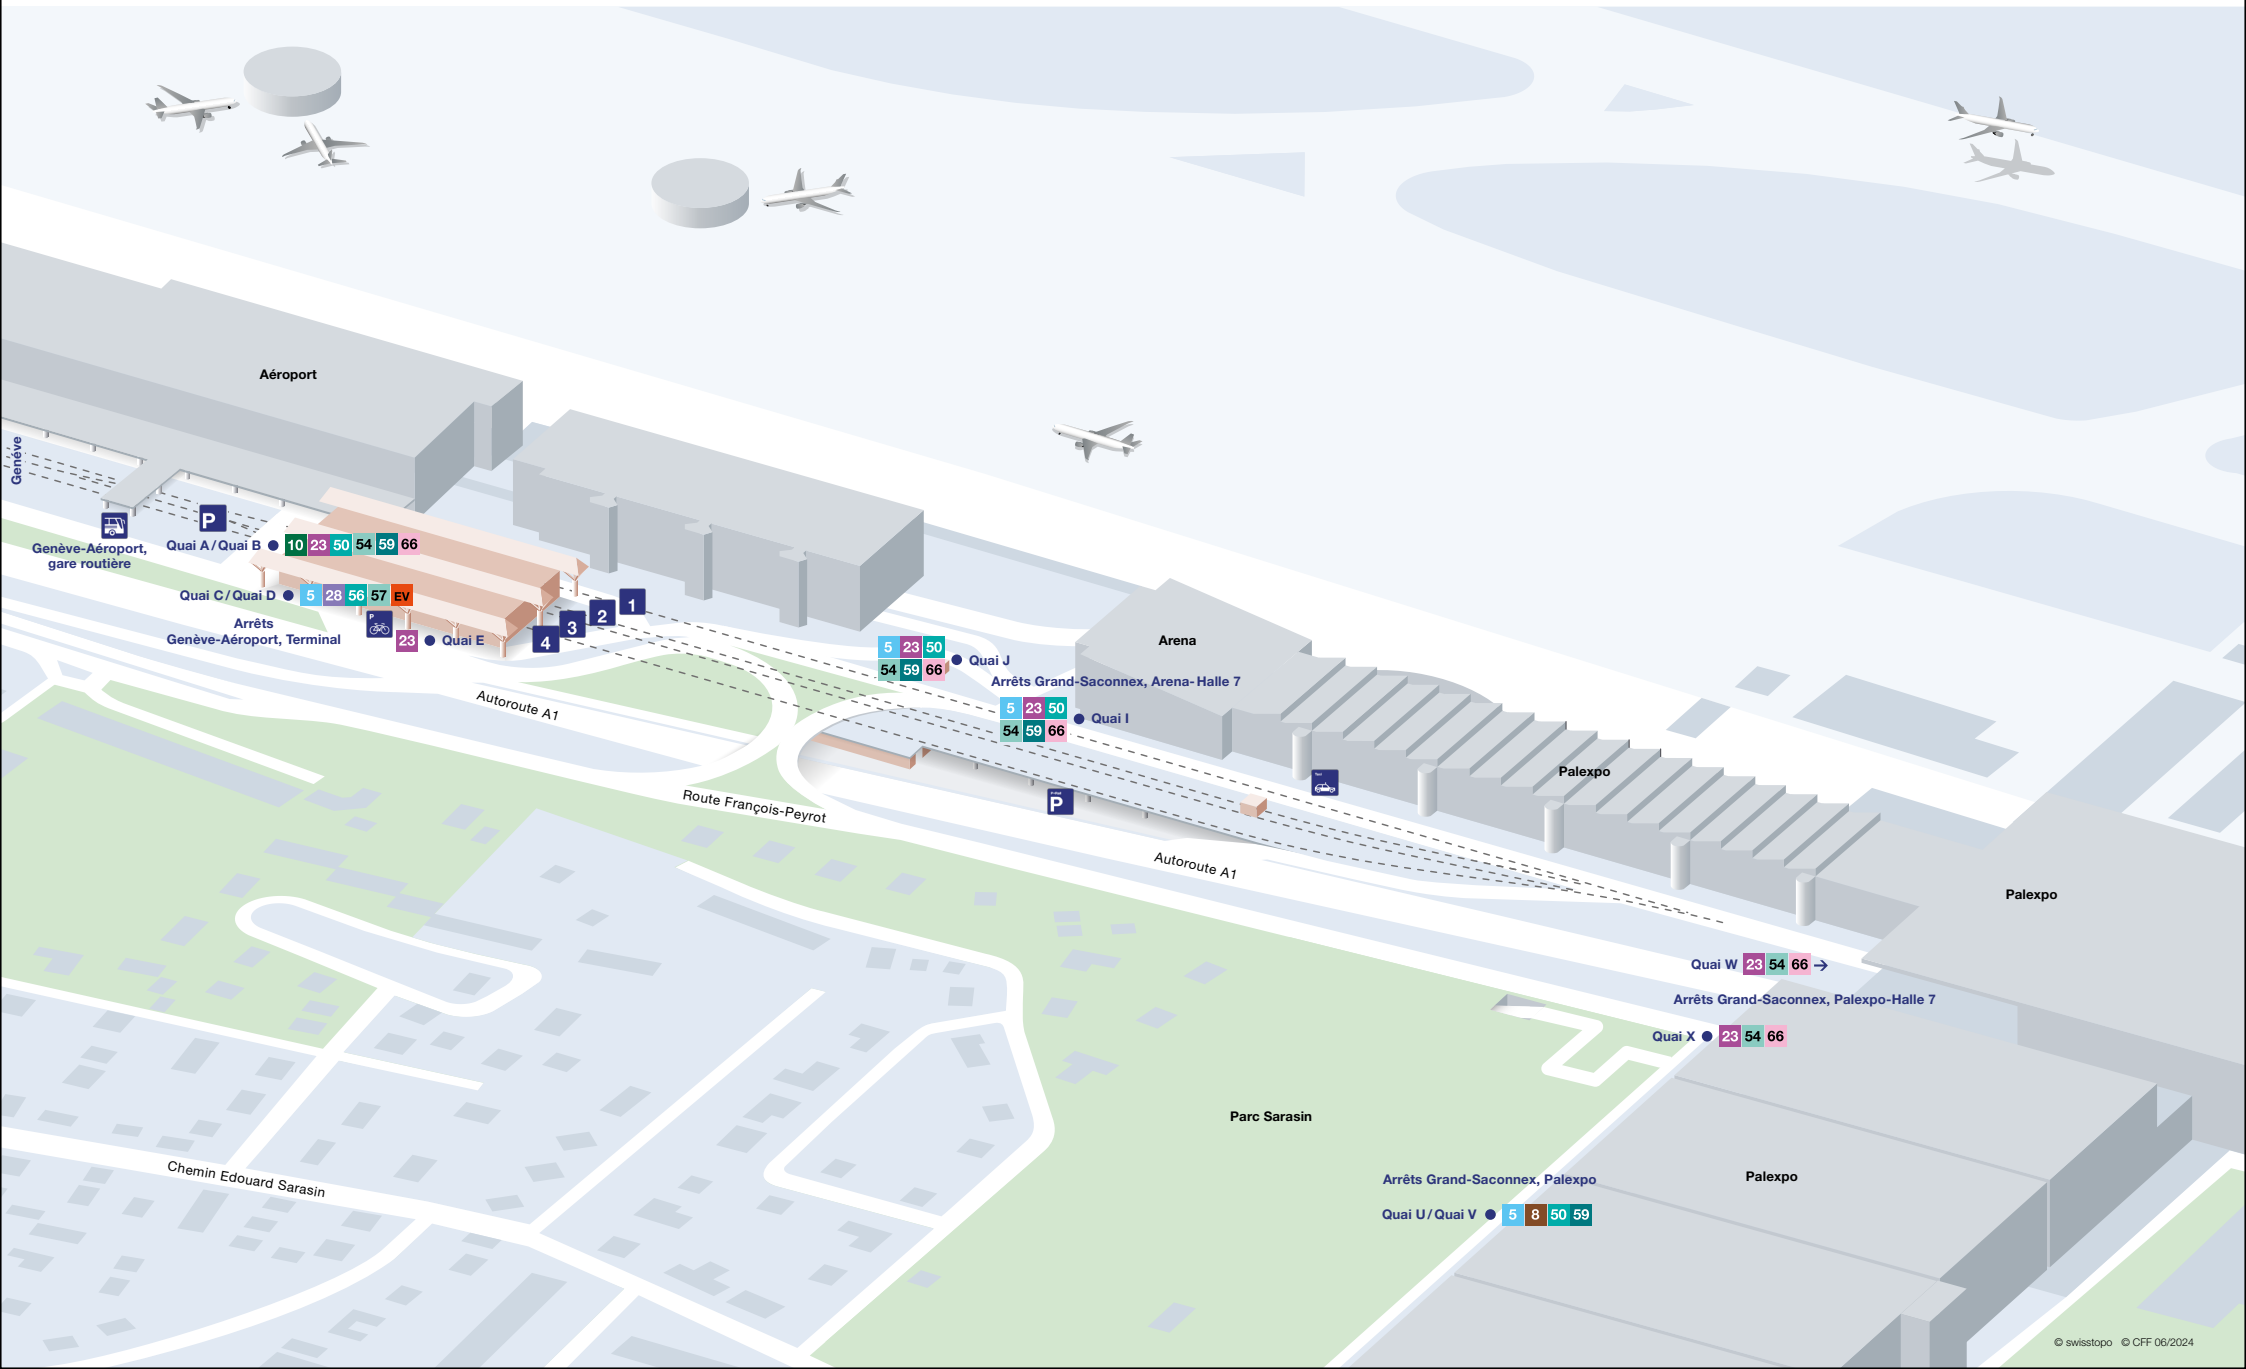 Aéroport
Genève
P
Genève-Aéroport,
gare routière
Quai A / Quai B
10 23 50 54 59 66
Quai C / Quai D
5 28 56 57 EV
Arrêts
Genève-Aéroport, Terminal
P
23
Quai E
1
2
3
4
5 23 50
54 59 66
Quai J
Arrêts Grand-Saconnex, Arena-Halle 7
5 23 50
54 59 66
Quai I
Arena
Autoroute A1
Route François-Peyrot
P
Taxi
Palexpo
Autoroute A1
Palexpo
Quai W 23 54 66 →
Arrêts Grand-Saconnex, Palexpo-Halle 7
Quai X
23 54 66
Parc Sarasin
Chemin Edouard Sarasin
Arrêts Grand-Saconnex, Palexpo
Quai U / Quai V
5 8 50 59
Palexpo
© swisstopo © CFF 06/2024